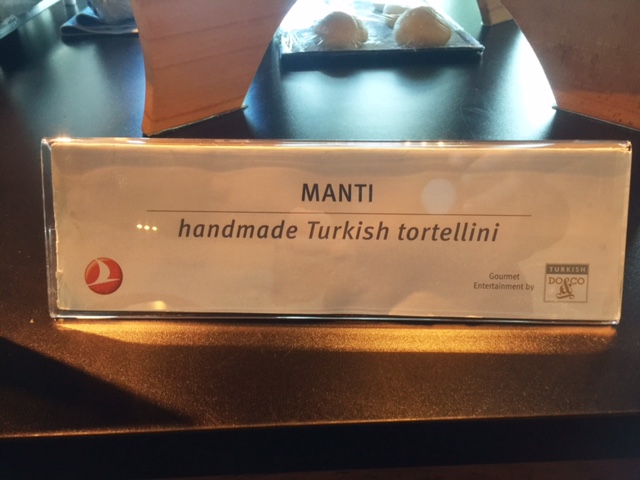 MANTI
handmade Turkish tortellini
Gourmet
Entertainment by
TURKISH
DO&CO